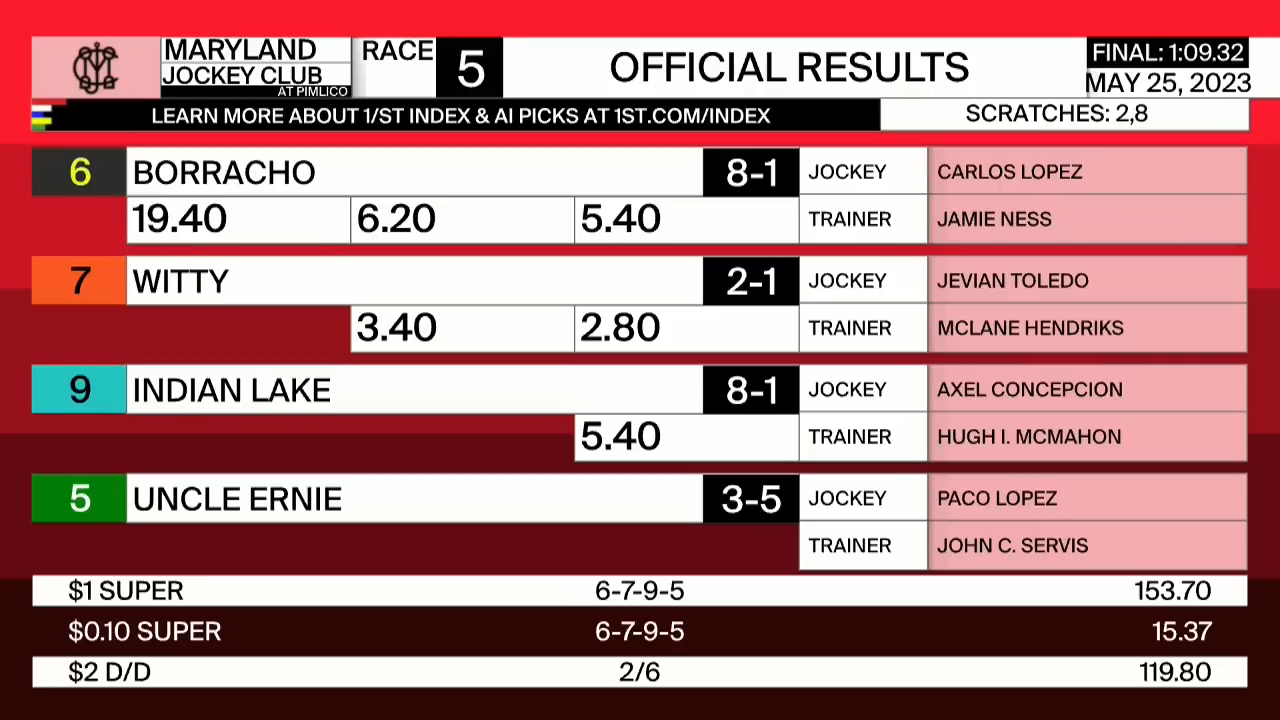 MARYLAND
JOCKEY CLUB
AT PIMLICO
RACE 5
OFFICIAL RESULTS
FINAL: 1:09.32
MAY 25, 2023
LEARN MORE ABOUT 1/ST INDEX & AI PICKS AT 1ST.COM/INDEX
SCRATCHES: 2,8
6 BORRACHO 8-1 JOCKEY CARLOS LOPEZ
19.40 6.20 5.40 TRAINER JAMIE NESS
7 WITTY 2-1 JOCKEY JEVIAN TOLEDO
3.40 2.80 TRAINER MCLANE HENDRIKS
9 INDIAN LAKE 8-1 JOCKEY AXEL CONCEPCION
5.40 TRAINER HUGH I. MCMAHON
5 UNCLE ERNIE 3-5 JOCKEY PACO LOPEZ
TRAINER JOHN C. SERVIS
$1 SUPER 6-7-9-5 153.70
$0.10 SUPER 6-7-9-5 15.37
$2 D/D 2/6 119.80